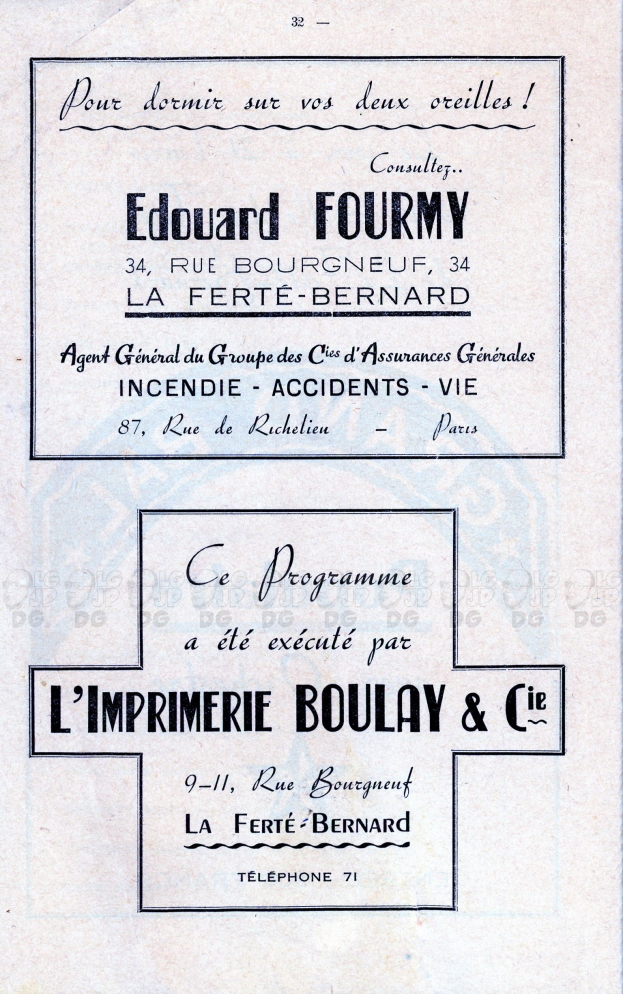 32 —
Pour dormir sur vos deux oreilles !
Consultez..
Edouard FOURMY
34, RUE BOURGNEUF, 34
LA FERTÉ-BERNARD
Agent Général du Groupe des Cies d'Assurances Générales
INCENDIE - ACCIDENTS - VIE
87, Rue de Richelieu — Paris
Ce Programme
a été exécuté par
L'IMPRIMERIE BOULAY & Cie
9-11, Rue Bourgneuf
LA FERTÉ-BERNARD
TÉLÉPHONE 71